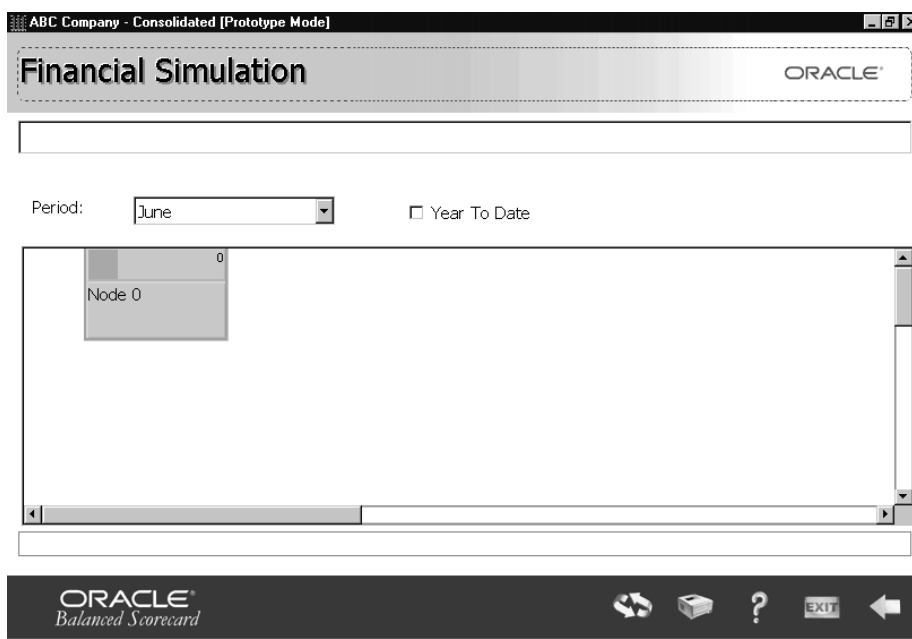 ABC Company - Consolidated [Prototype Mode]
Financial Simulation
ORACLE®
Period:
June
Year To Date
0
Node 0
ORACLE®
Balanced Scorecard
?
EXIT